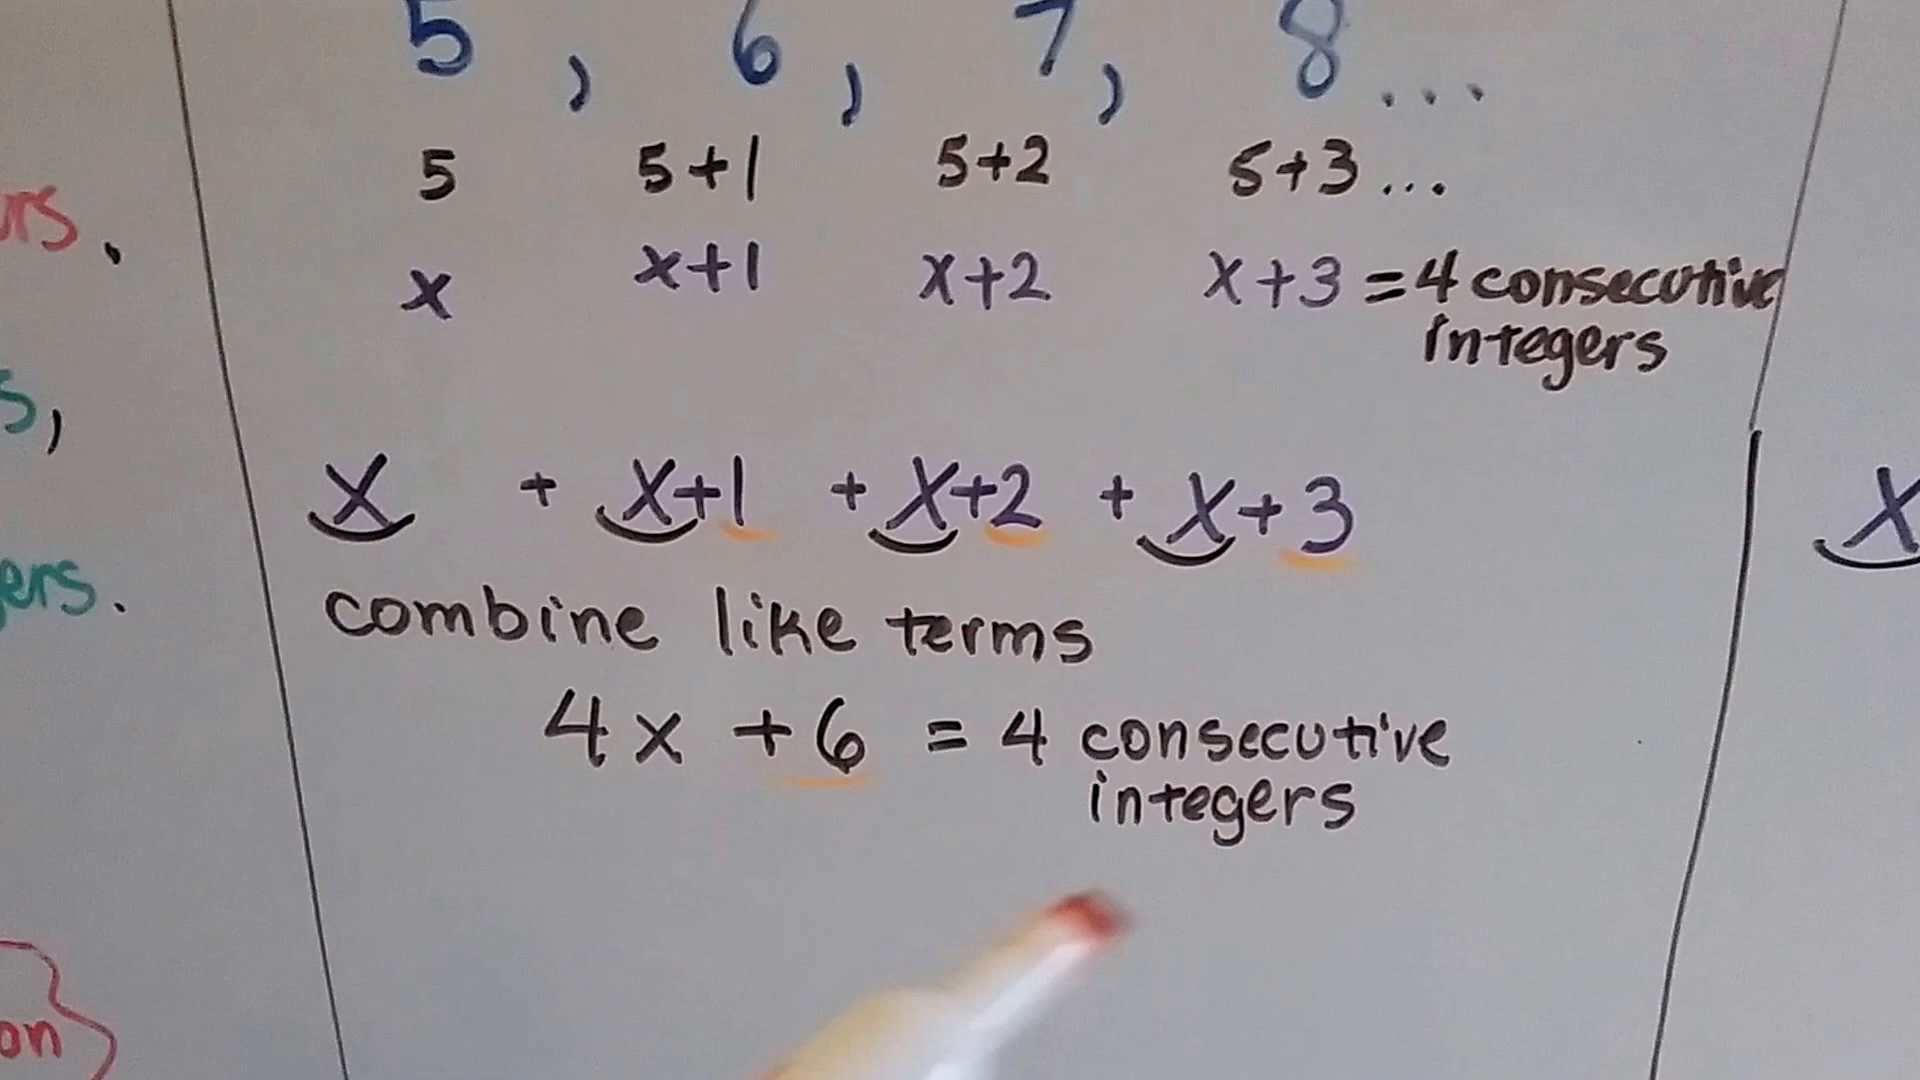 5, 6, 7, 8...
5 5+1 5+2 5+3...
x x+1 x+2 x+3 = 4 consecutive
integers
x + x+1 + x+2 + x+3
combine like terms
4x + 6 = 4 consecutive
integers
x